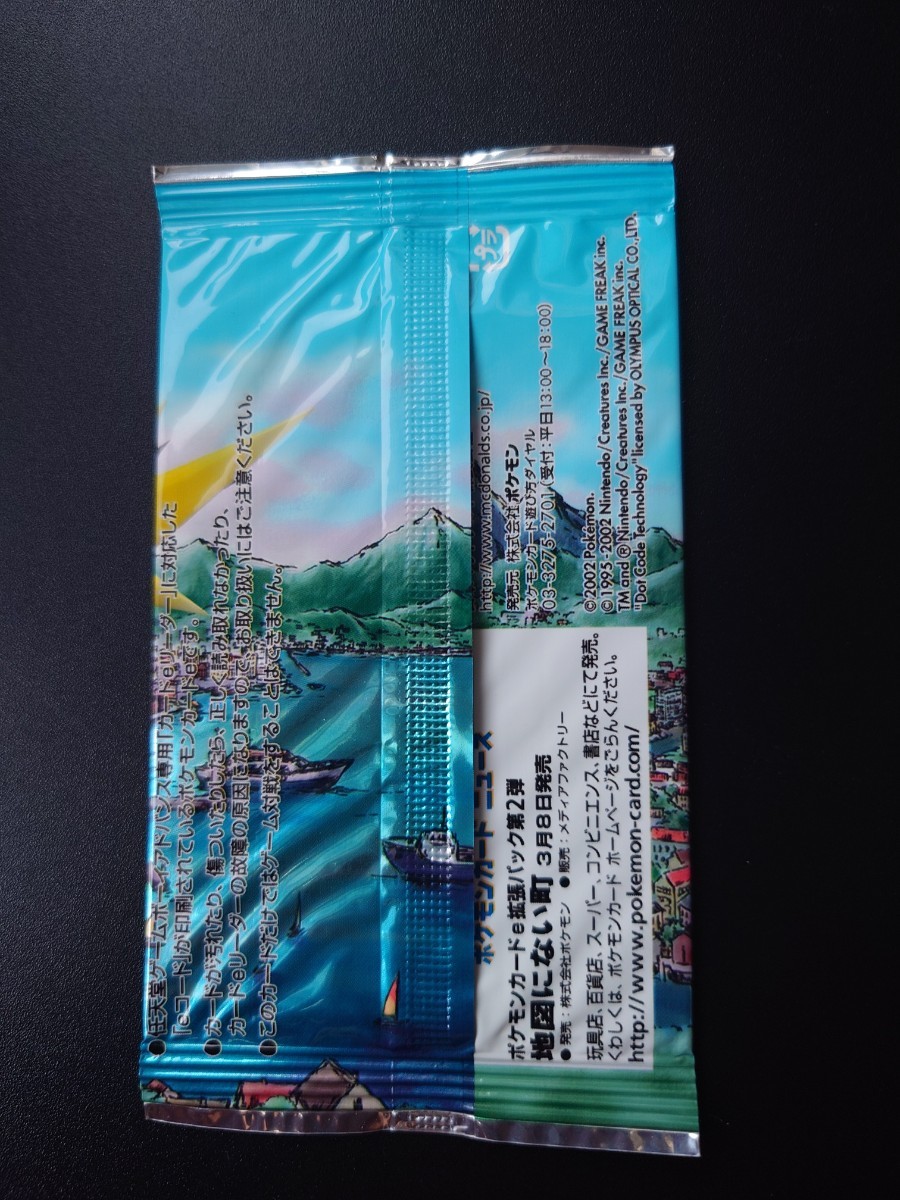 ●任天堂ゲームボーイアドバンス専用「カードeリーダー」に対応した
「eコード」が印刷されているポケモンカードeです。
●カードが汚れたり、傷ついたりしたら、正しく読み取れなかったり、
カードeリーダーの故障の原因になりますので、お取り扱いにはご注意ください。
●このカードだけではゲーム対戦をすることはできません。
プラ
http://www.mcdonalds.co.jp/
発売元 株式会社ポケモン
ポケモンカード遊び方ダイヤル
03-3276-2701（受付：平日13:00〜18:00）
©2002 Pokémon.
©1995-2002 Nintendo/Creatures Inc./GAME FREAK inc.
TM and ® Nintendo/Creatures Inc./GAME FREAK inc.
"Dot Code Technology" licensed by OLYMPUS OPTICAL CO.,LTD.
ポケモンカード ニュース
ポケモンカードe拡張パック第2弾
地図にない町 3月8日発売
●発売：株式会社ポケモン ●販売：メディアファクトリー
玩具店、百貨店、スーパー、コンビニエンス、書店などにて発売。
くわしくは、ポケモンカード ホームページをごらんください。
http://www.pokemon-card.com/